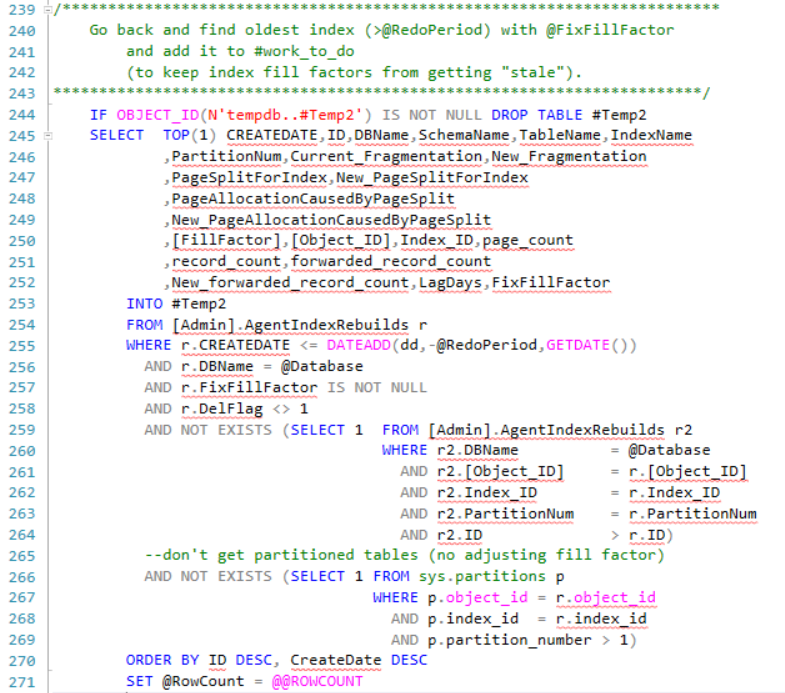 239 /************************************************************************
240 Go back and find oldest index (>@RedoPeriod) with @FixFillFactor
241 and add it to #work_to_do
242 (to keep index fill factors from getting "stale").
243 ************************************************************************/
244 IF OBJECT_ID(N'tempdb..#Temp2') IS NOT NULL DROP TABLE #Temp2
245 SELECT  TOP(1) CREATEDATE,ID,DBName,SchemaName,TableName,IndexName
246 ,PartitionNum,Current_Fragmentation,New_Fragmentation
247 ,PageSplitForIndex,New_PageSplitForIndex
248 ,PageAllocationCausedByPageSplit
249 ,New_PageAllocationCausedByPageSplit
250 ,[FillFactor],[Object_ID],Index_ID,page_count
251 ,record_count,forwarded_record_count
252 ,New_forwarded_record_count,LagDays,FixFillFactor
253 INTO #Temp2
254 FROM [Admin].AgentIndexRebuilds r
255 WHERE r.CREATEDATE <= DATEADD(dd,-@RedoPeriod,GETDATE())
256 AND r.DBName = @Database
257 AND r.FixFillFactor IS NOT NULL
258 AND r.DelFlag <> 1
259 AND NOT EXISTS (SELECT 1  FROM [Admin].AgentIndexRebuilds r2
260 WHERE r2.DBName          = @Database
261 AND r2.[Object_ID]     = r.[Object_ID]
262 AND r2.Index_ID        = r.Index_ID
263 AND r2.PartitionNum    = r.PartitionNum
264 AND r2.ID              > r.ID)
265 --don't get partitioned tables (no adjusting fill factor)
266 AND NOT EXISTS (SELECT 1 FROM sys.partitions p
267 WHERE p.object_id = r.object_id
268 AND p.index_id  = r.index_id
269 AND p.partition_number > 1)
270 ORDER BY ID DESC, CreateDate DESC
271 SET @RowCount = @@ROWCOUNT